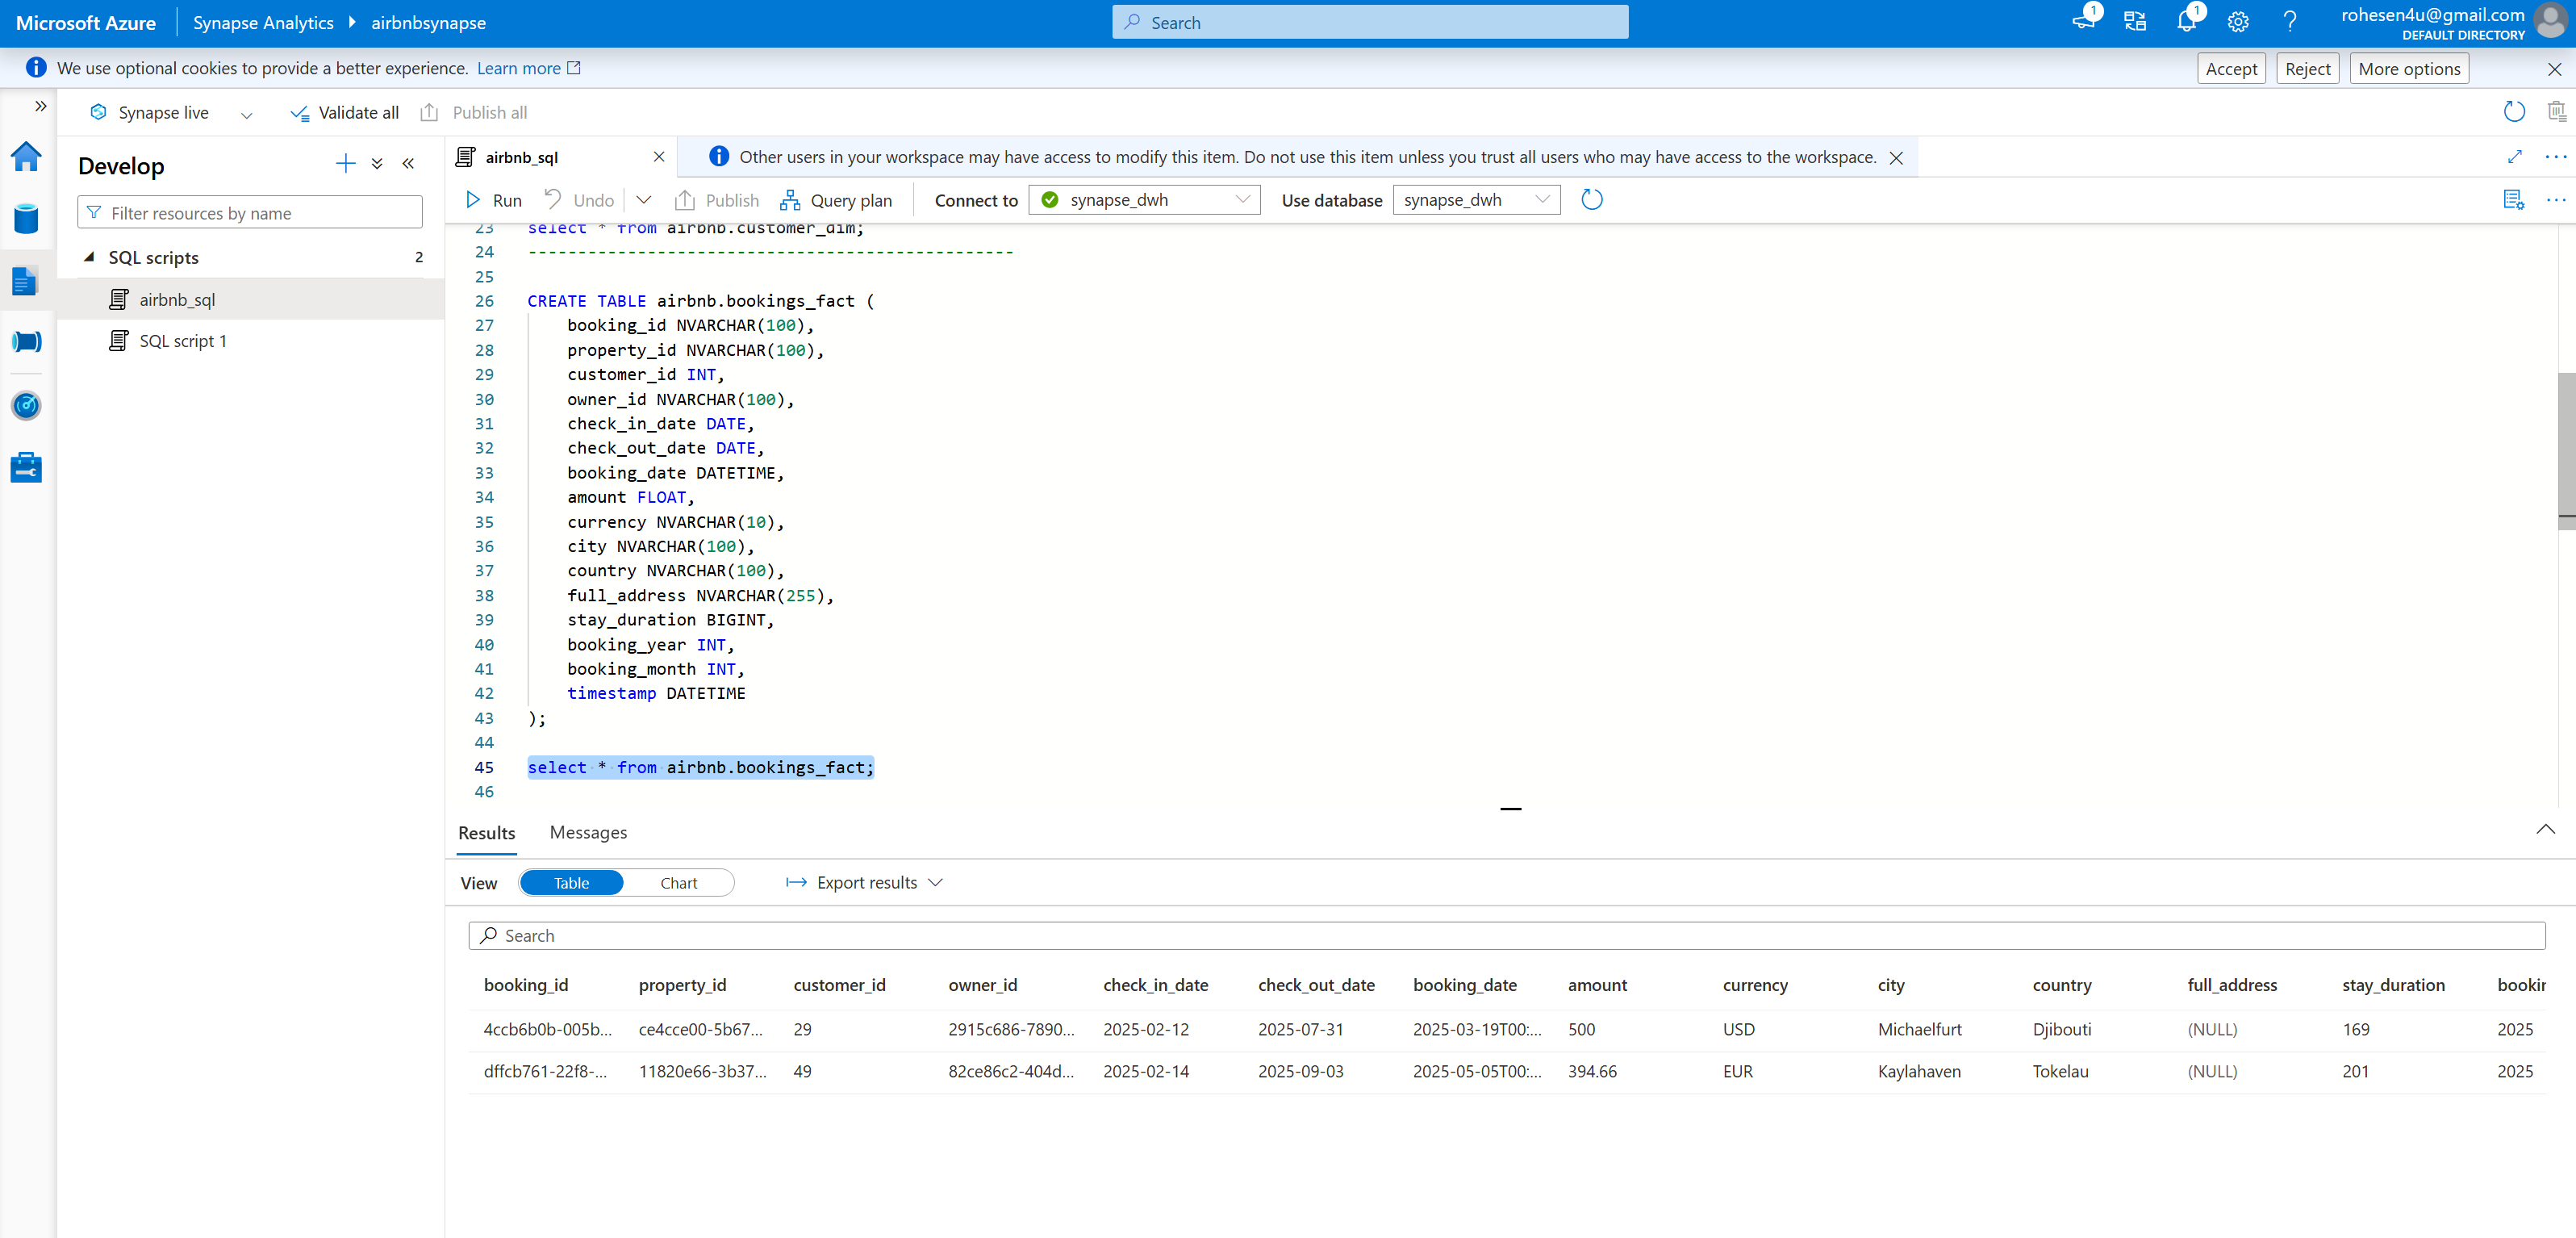 Microsoft Azure Synapse Analytics airbnbsynapse Search 1 1 rohesen4u@gmail.com
DEFAULT DIRECTORY
We use optional cookies to provide a better experience. Learn more Accept Reject More options
Synapse live Validate all Publish all
Develop
Filter resources by name
SQL scripts 2
airbnb_sql
SQL script 1
airbnb_sql Other users in your workspace may have access to modify this item. Do not use this item unless you trust all users who may have access to the workspace.
Run Undo Publish Query plan Connect to synapse_dwh Use database synapse_dwh
23 select * from airbnb.customer_dim;
24 -------------------------------------------------
25
26 CREATE TABLE airbnb.bookings_fact (
27 booking_id NVARCHAR(100),
28 property_id NVARCHAR(100),
29 customer_id INT,
30 owner_id NVARCHAR(100),
31 check_in_date DATE,
32 check_out_date DATE,
33 booking_date DATETIME,
34 amount FLOAT,
35 currency NVARCHAR(10),
36 city NVARCHAR(100),
37 country NVARCHAR(100),
38 full_address NVARCHAR(255),
39 stay_duration BIGINT,
40 booking_year INT,
41 booking_month INT,
42 timestamp DATETIME
43 );
44
45 select * from airbnb.bookings_fact;
46
Results Messages
View Table Chart Export results
Search
booking_id property_id customer_id owner_id check_in_date check_out_date booking_date amount currency city country full_address stay_duration bookin
4ccb6b0b-005b... ce4cce00-5b67... 29 2915c686-7890... 2025-02-12 2025-07-31 2025-03-19T00:... 500 USD Michaelfurt Djibouti (NULL) 169 2025
dffcb761-22f8-... 11820e66-3b37... 49 82ce86c2-404d... 2025-02-14 2025-09-03 2025-05-05T00:... 394.66 EUR Kaylahaven Tokelau (NULL) 201 2025